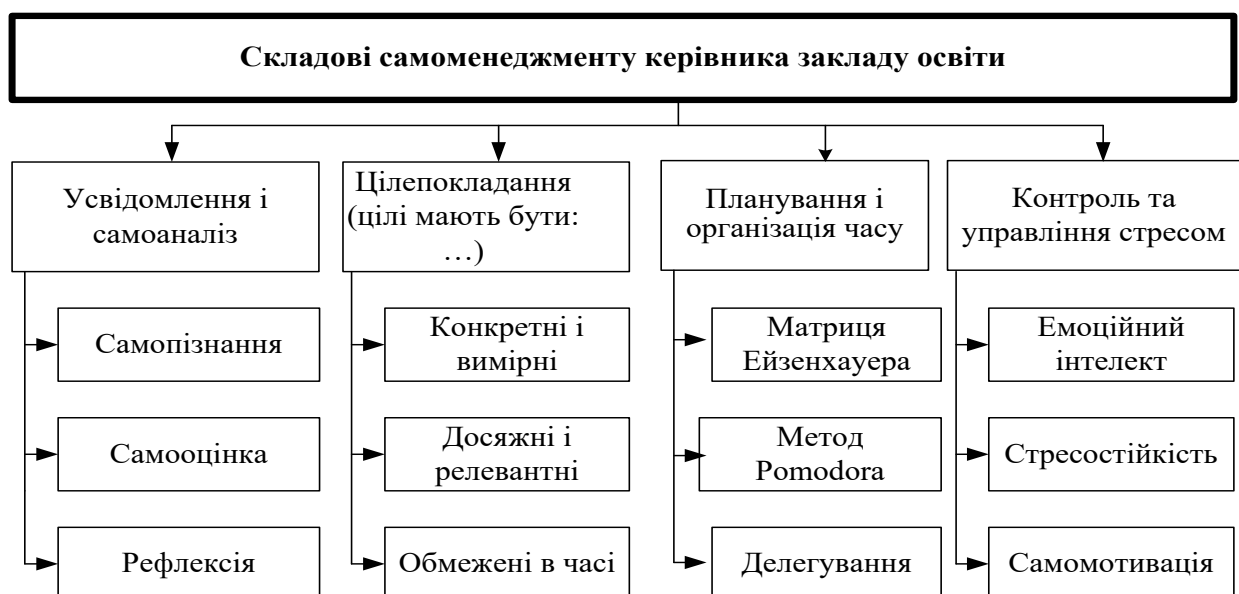 Складові самоменеджменту керівника закладу освіти
Усвідомлення і
самоаналіз
Самопізнання
Самооцінка
Рефлексія
Цілепокладання
(цілі мають бути:
…)
Конкретні і
вимірні
Досяжні і
релевантні
Обмежені в часі
Планування і
організація часу
Матриця
Ейзенхауера
Метод
Pomodora
Делегування
Контроль та
управління стресом
Емоційний
інтелект
Стресостійкість
Самомотивація